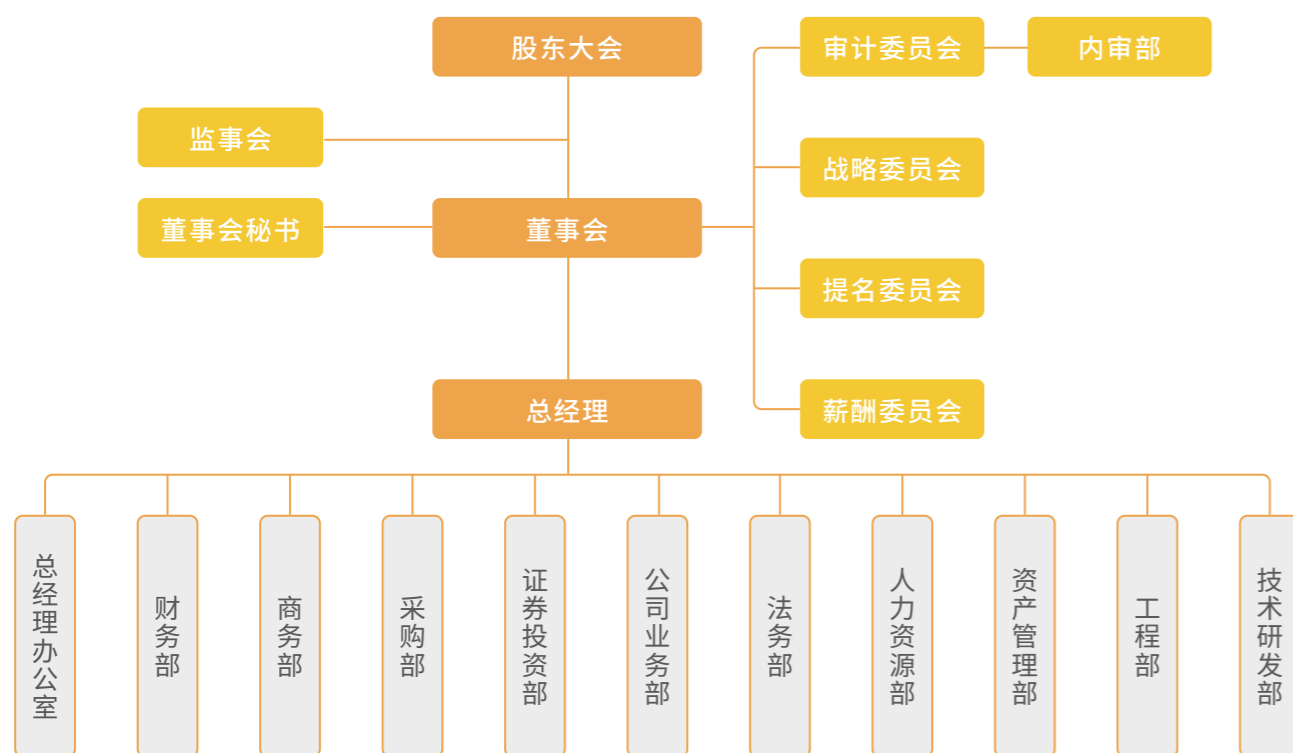 股东大会
审计委员会
内审部
监事会
战略委员会
董事会秘书
董事会
提名委员会
总经理
薪酬委员会
总经理办公室
财务部
商务部
采购部
证券投资部
公司业务部
法务部
人力资源部
资产管理部
工程部
技术研发部